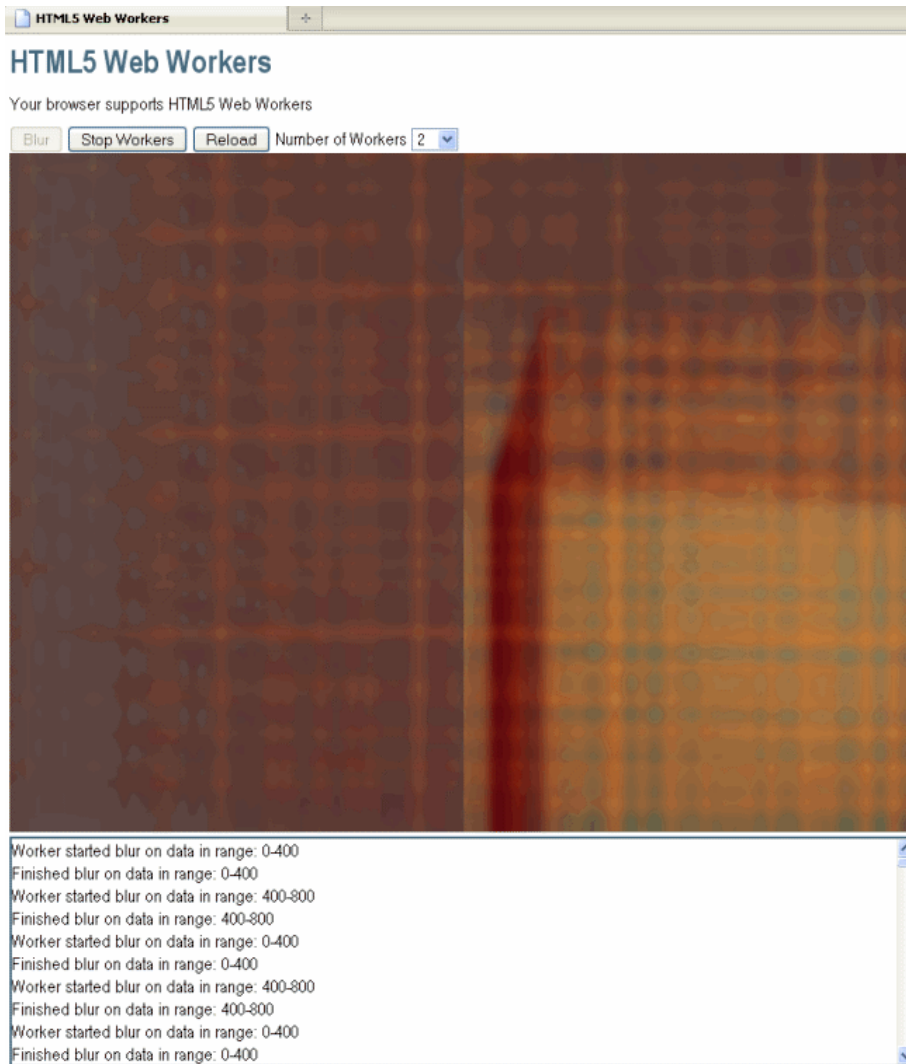 HTML5 Web Workers
HTML5 Web Workers
Your browser supports HTML5 Web Workers
Blur Stop Workers Reload Number of Workers 2
Worker started blur on data in range: 0-400
Finished blur on data in range: 0-400
Worker started blur on data in range: 400-800
Finished blur on data in range: 400-800
Worker started blur on data in range: 0-400
Finished blur on data in range: 0-400
Worker started blur on data in range: 400-800
Finished blur on data in range: 400-800
Worker started blur on data in range: 0-400
Finished blur on data in range: 0-400